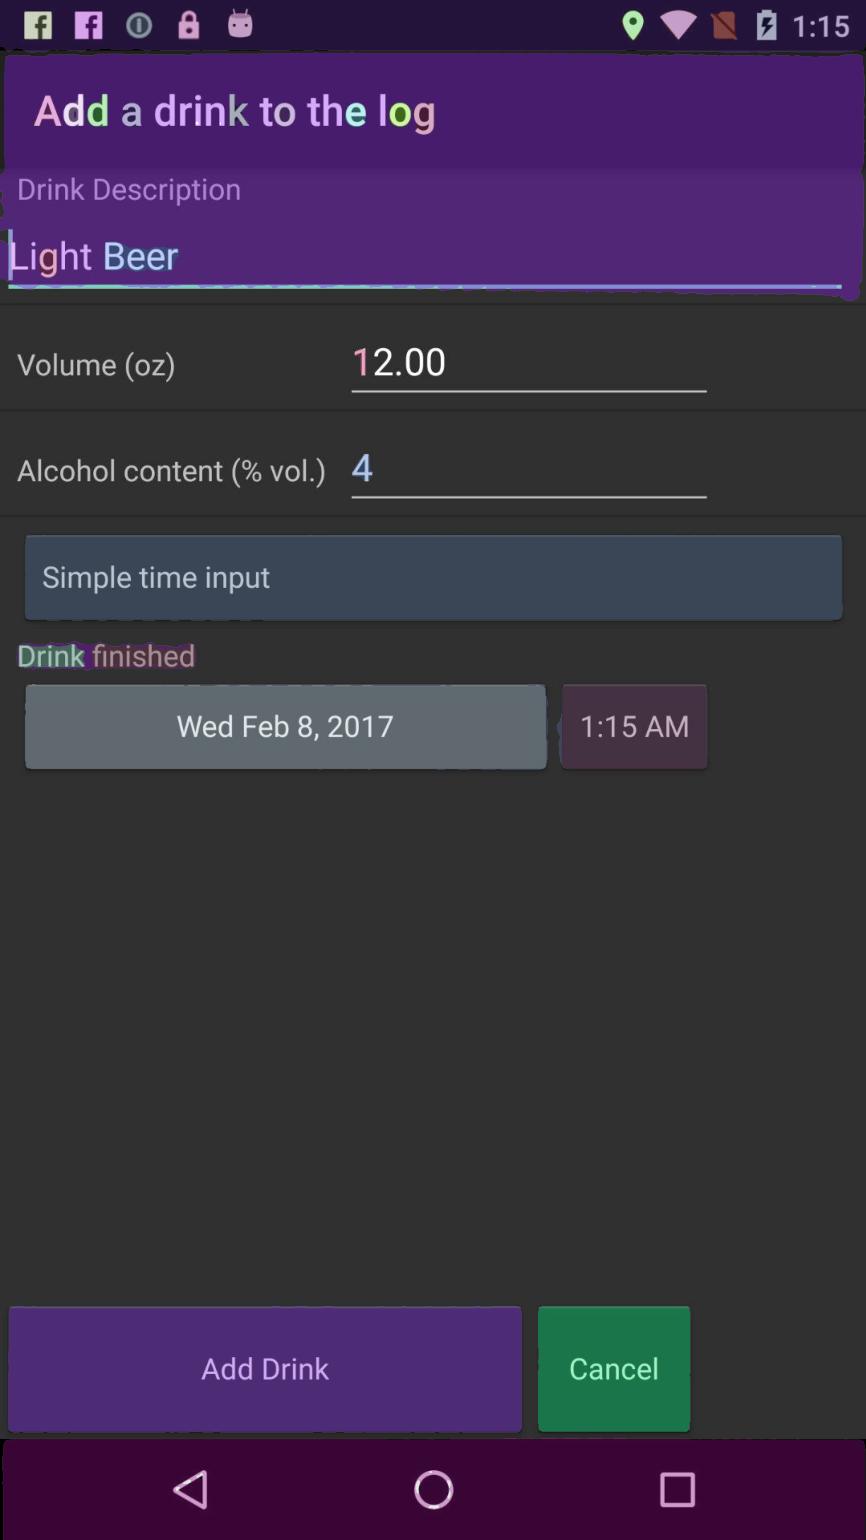 1:15
Add a drink to the log
Drink Description
Light Beer
Volume (oz) 12.00
Alcohol content (% vol.) 4
Simple time input
Drink finished
Wed Feb 8, 2017 1:15 AM
Add Drink Cancel